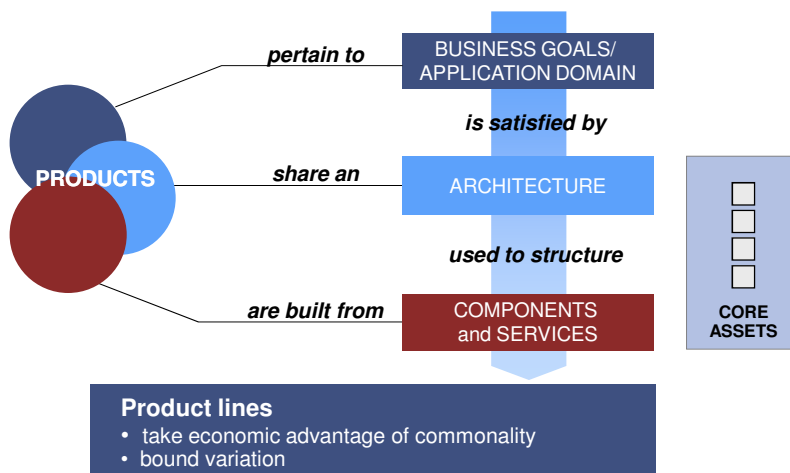 pertain to
BUSINESS GOALS/
APPLICATION DOMAIN
is satisfied by
PRODUCTS
share an
ARCHITECTURE
used to structure
are built from
COMPONENTS
and SERVICES
CORE
ASSETS
Product lines
• take economic advantage of commonality
• bound variation